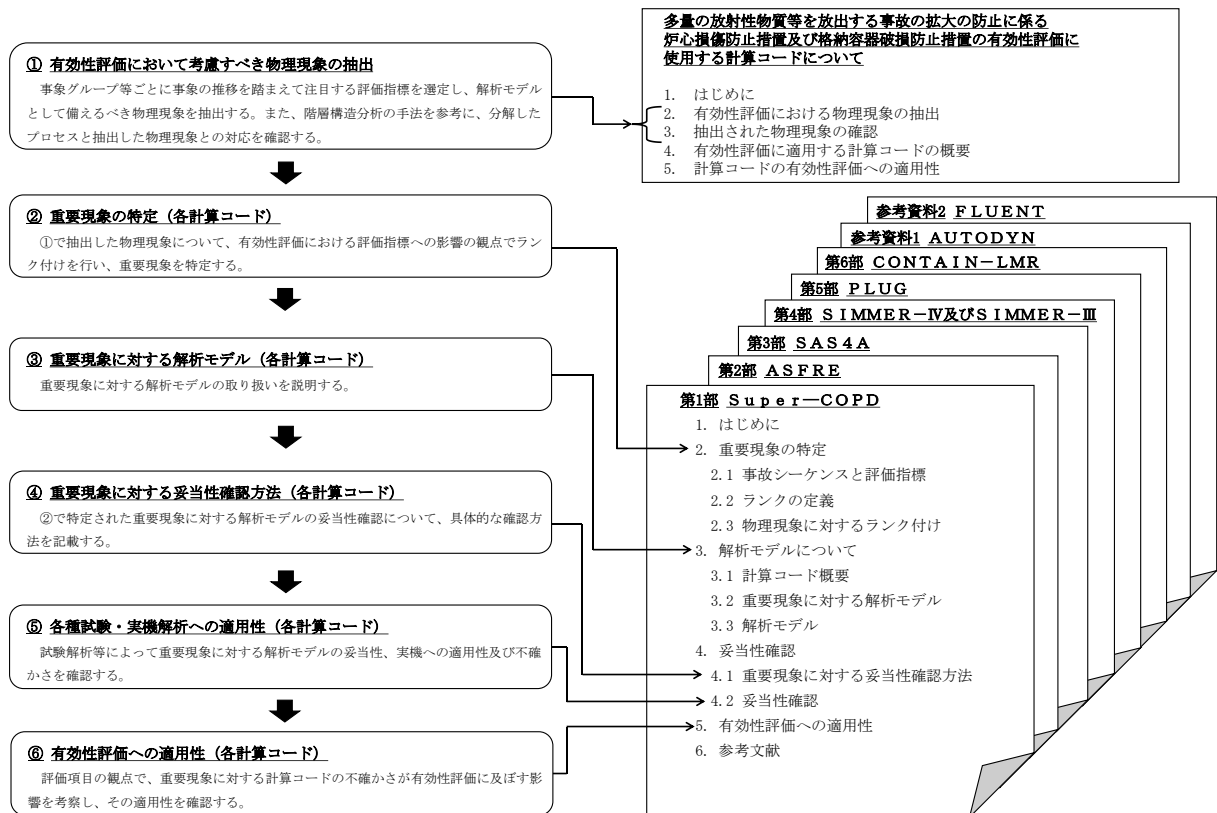 ① 有効性評価において考慮すべき物理現象の抽出
事象グループ等ごとに事象の推移を踏まえて注目する評価指標を選定し、解析モデル
として備えるべき物理現象を抽出する。また、階層構造分析の手法を参考に、分解した
プロセスと抽出した物理現象との対応を確認する。
② 重要現象の特定（各計算コード）
①で抽出した物理現象について、有効性評価における評価指標への影響の観点でラン
ク付けを行い、重要現象を特定する。
③ 重要現象に対する解析モデル（各計算コード）
重要現象に対する解析モデルの取り扱いを説明する。
④ 重要現象に対する妥当性確認方法（各計算コード）
②で特定された重要現象に対する解析モデルの妥当性確認について、具体的な確認方
法を記載する。
⑤ 各種試験・実機解析への適用性（各計算コード）
試験解析等によって重要現象に対する解析モデルの妥当性、実機への適用性及び不確
かさを確認する。
⑥ 有効性評価への適用性（各計算コード）
評価項目の観点で、重要現象に対する計算コードの不確かさが有効性評価に及ぼす影
響を考察し、その適用性を確認する。
多量の放射性物質等を放出する事故の拡大の防止に係る
炉心損傷防止措置及び格納容器破損防止措置の有効性評価に
使用する計算コードについて
1. はじめに
2. 有効性評価における物理現象の抽出
3. 抽出された物理現象の確認
4. 有効性評価に適用する計算コードの概要
5. 計算コードの有効性評価への適用性
参考資料2 ＦＬＵＥＮＴ
参考資料1 ＡＵＴＯＤＹＮ
第6部 ＣＯＮＴＡＩＮ－ＬＭＲ
第5部 ＰＬＵＧ
第4部 ＳＩＭＭＥＲ－Ⅳ及びＳＩＭＭＥＲ－Ⅲ
第3部 ＳＡＳ４Ａ
第2部 ＡＳＦＲＥ
第1部 Ｓｕｐｅｒ―ＣＯＰＤ
1. はじめに
2. 重要現象の特定
2.1 事故シーケンスと評価指標
2.2 ランクの定義
2.3 物理現象に対するランク付け
3. 解析モデルについて
3.1 計算コード概要
3.2 重要現象に対する解析モデル
3.3 解析モデル
4. 妥当性確認
4.1 重要現象に対する妥当性確認方法
4.2 妥当性確認
5. 有効性評価への適用性
6. 参考文献